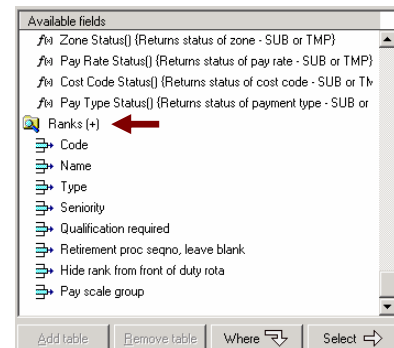 Available fields
f(x) Zone Status() {Returns status of zone - SUB or TMP}
f(x) Pay Rate Status() {Returns status of pay rate - SUB or TMP}
f(x) Cost Code Status() {Returns status of cost code - SUB or TM
f(x) Pay Type Status() {Returns status of payment type - SUB or
Ranks (+)
Code
Name
Type
Seniority
Qualification required
Retirement proc seqno, leave blank
Hide rank from front of duty rota
Pay scale group
Add table Remove table Where Select